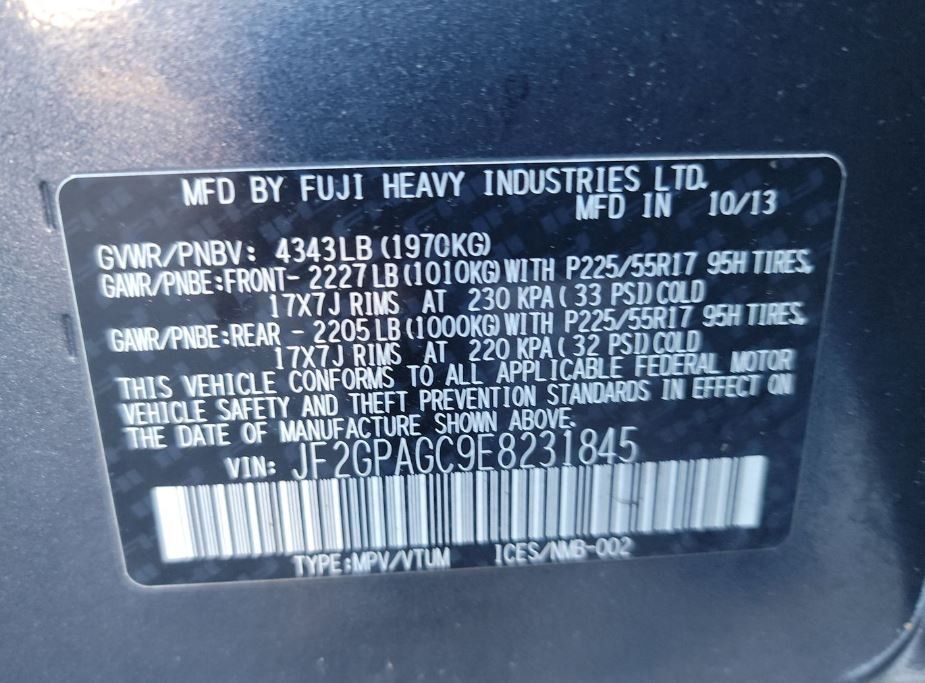 MFD BY FUJI HEAVY INDUSTRIES LTD.
MFD IN 10/13
GVWR/PNBV: 4343LB (1970KG)
GAWR/PNBE:FRONT- 2227LB (1010KG) WITH P225/55R17 95H TIRES,
17X7J RIMS AT 230 KPA ( 33 PSI) COLD
GAWR/PNBE:REAR - 2205LB (1000KG) WITH P225/55R17 95H TIRES,
17X7J RIMS AT 220 KPA ( 32 PSI) COLD
THIS VEHICLE CONFORMS TO ALL APPLICABLE FEDERAL MOTOR
VEHICLE SAFETY AND THEFT PREVENTION STANDARDS IN EFFECT ON
THE DATE OF MANUFACTURE SHOWN ABOVE.
VIN: JF2GPAGC9E8231845
TYPE:MPV/VTUM ICES/NMB-002